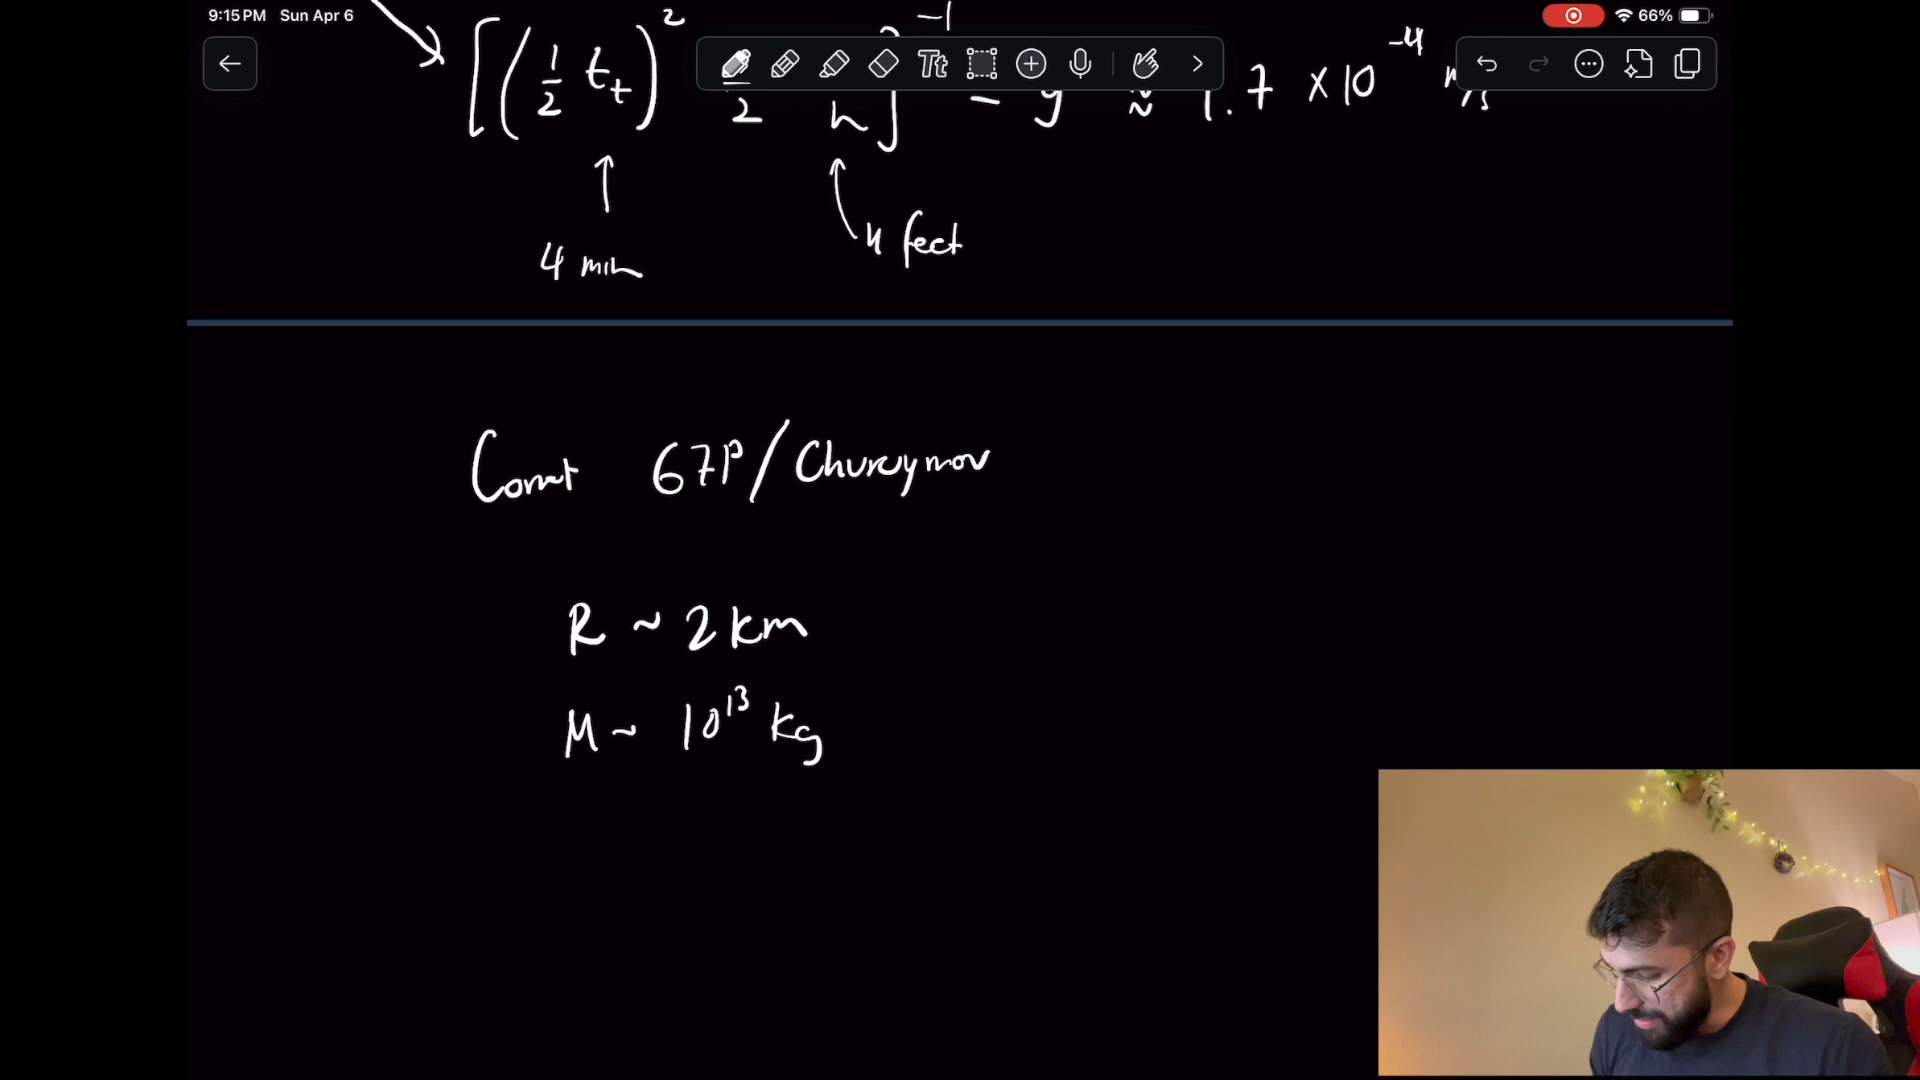 9:15 PM Sun Apr 6
66%
Tt
[(1/2 t_t)^2 2 h]^-1 = g ≈ 1.7 × 10^-4 m/s
4 min
4 feet
Comet 67P/Churyumov
R ~ 2 km
M ~ 10^13 kg